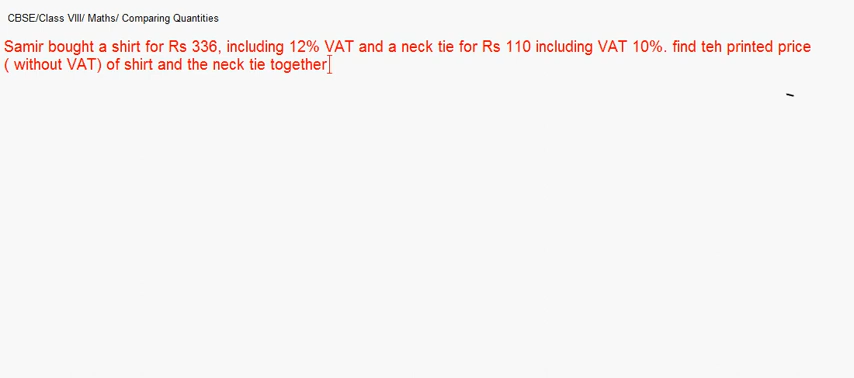 CBSE/Class VIII/ Maths/ Comparing Quantities
Samir bought a shirt for Rs 336, including 12% VAT and a neck tie for Rs 110 including VAT 10%. find teh printed price
( without VAT) of shirt and the neck tie together